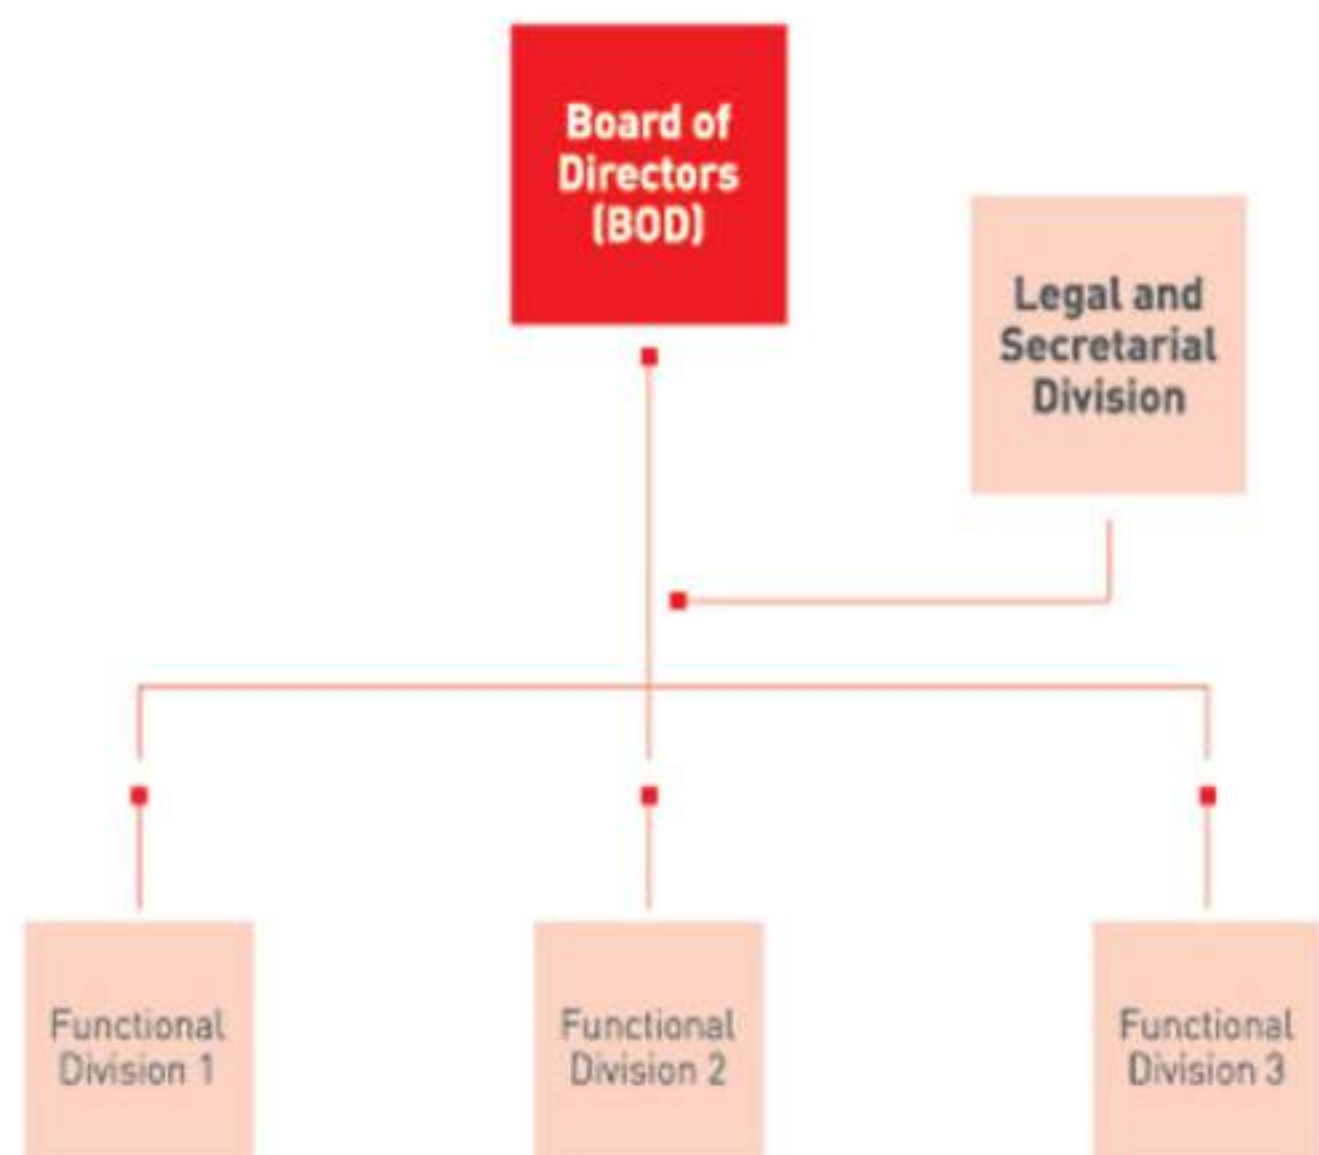 Board of
Directors
(BOD)
Legal and
Secretarial
Division
Functional
Division 1
Functional
Division 2
Functional
Division 3